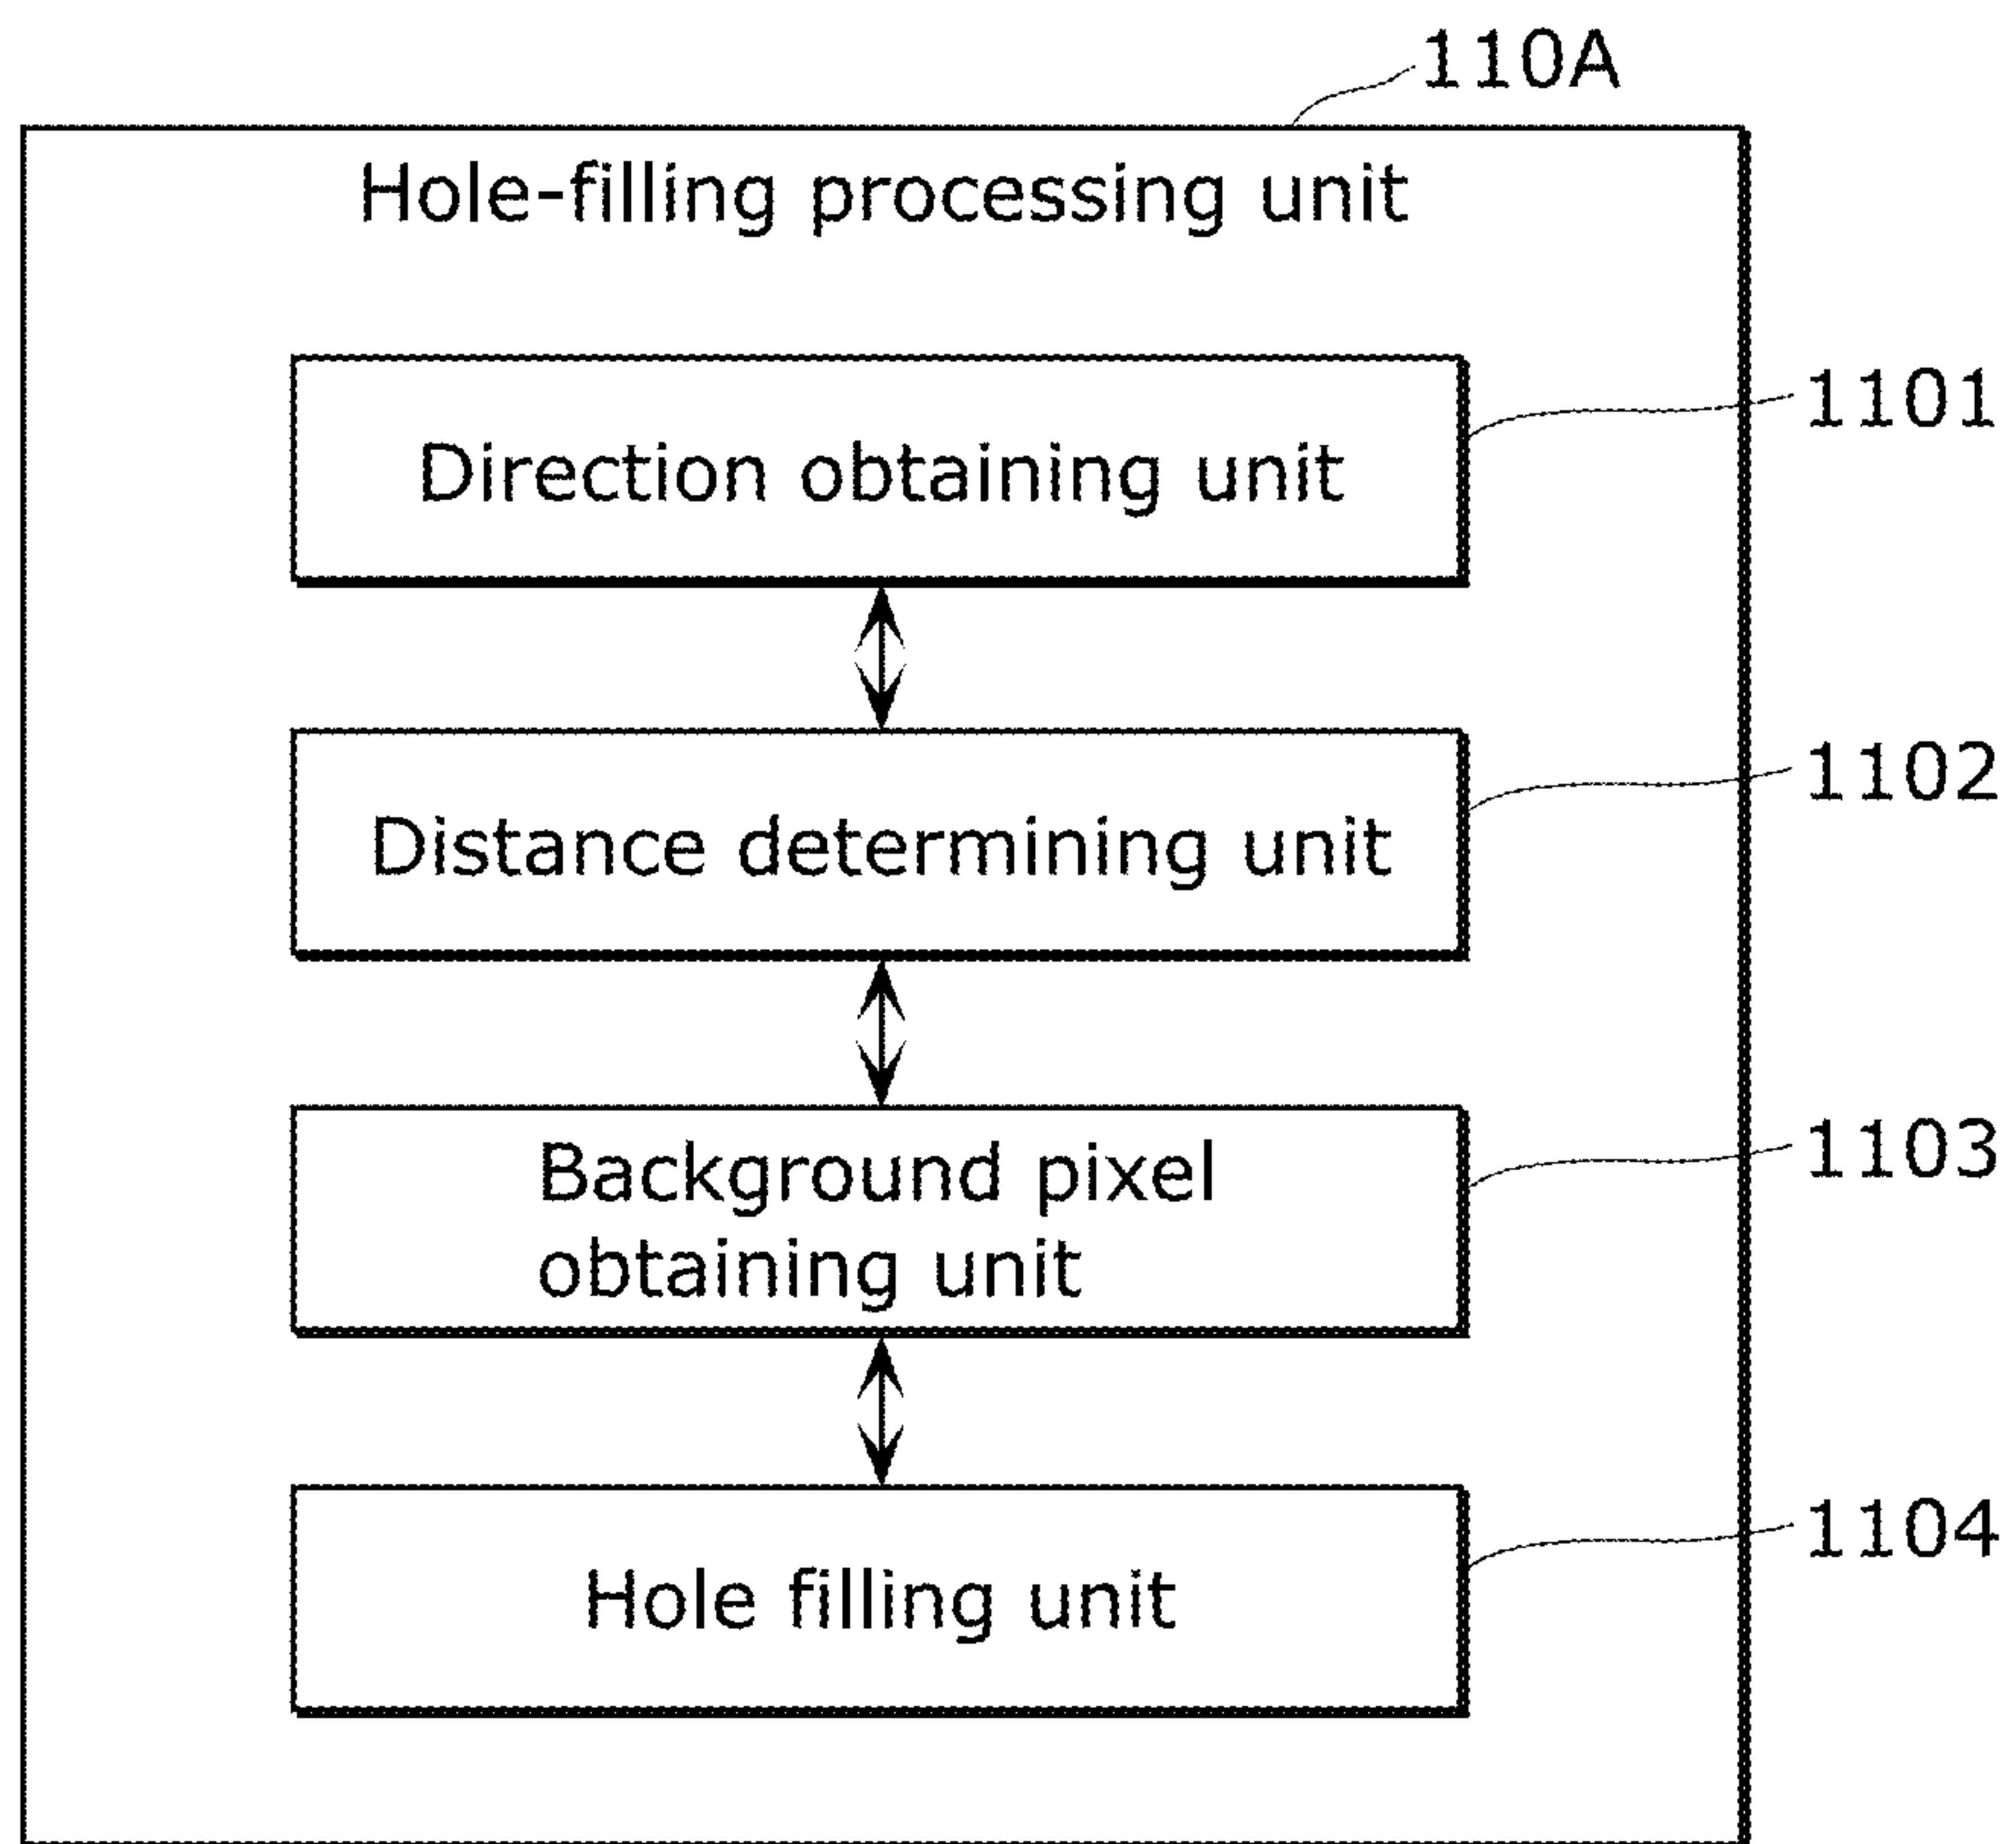 110A
Hole-filling processing unit
1101
Direction obtaining unit
1102
Distance determining unit
1103
Background pixel
obtaining unit
1104
Hole filling unit